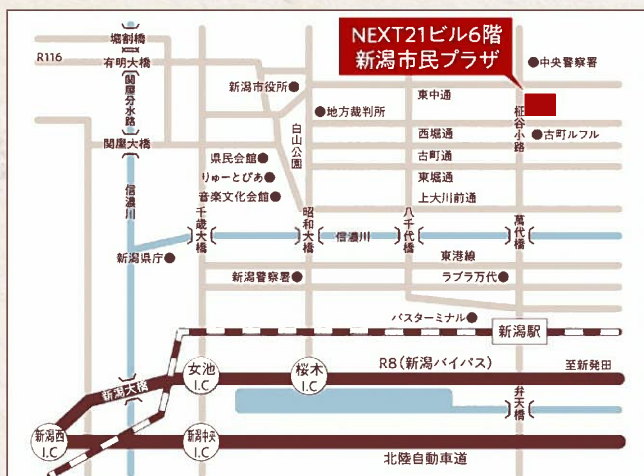 堀割橋
NEXT21ビル6階
新潟市民プラザ
R116
有明大橋
中央警察署
関屋分水路
新潟市役所
東中通
地方裁判所
柾谷小路
白山公園
西堀通
古町ルフル
関屋大橋
県民会館
古町通
りゅーとぴあ
東堀通
信濃川
音楽文化会館
上大川前通
千歳大橋
昭和大橋
八千代橋
萬代橋
信濃川
新潟県庁
東港線
新潟警察署
ラブラ万代
バスターミナル
新潟駅
女池
I.C
桜木
I.C
R8(新潟バイパス)
至新発田
新潟大橋
弁天橋
新潟西
I.C
新潟中央
I.C
北陸自動車道